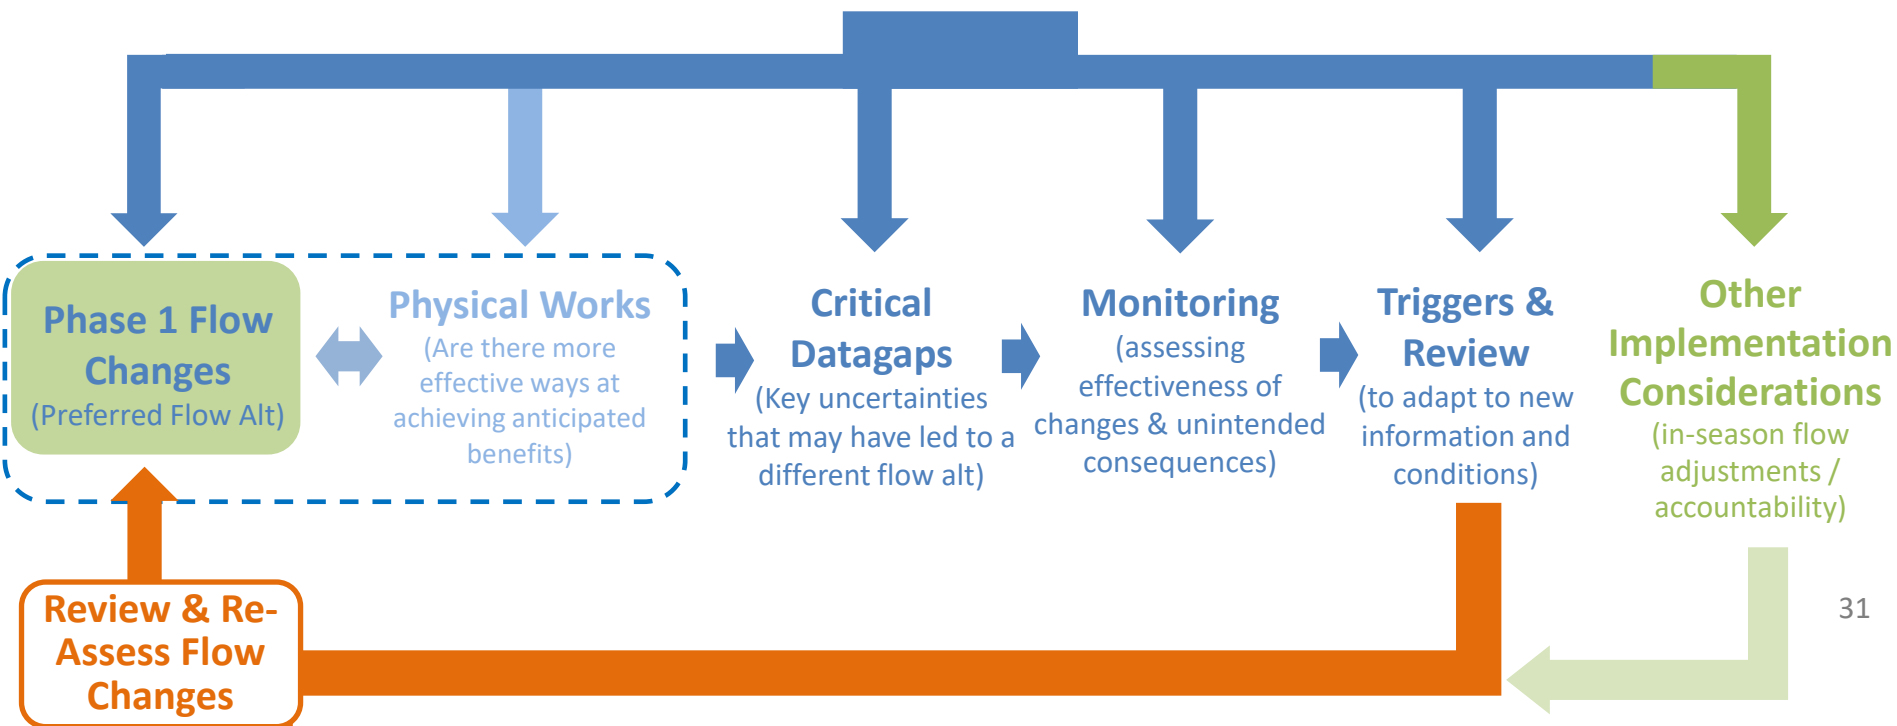 Phase 1 Flow
Changes
(Preferred Flow Alt)
Physical Works
(Are there more
effective ways at
achieving anticipated
benefits)
Critical
Datagaps
(Key uncertainties
that may have led to a
different flow alt)
Monitoring
(assessing
effectiveness of
changes & unintended
consequences)
Triggers &
Review
(to adapt to new
information and
conditions)
Other
Implementation
Considerations
(in-season flow
adjustments /
accountability)
Review & Re-
Assess Flow
Changes
31